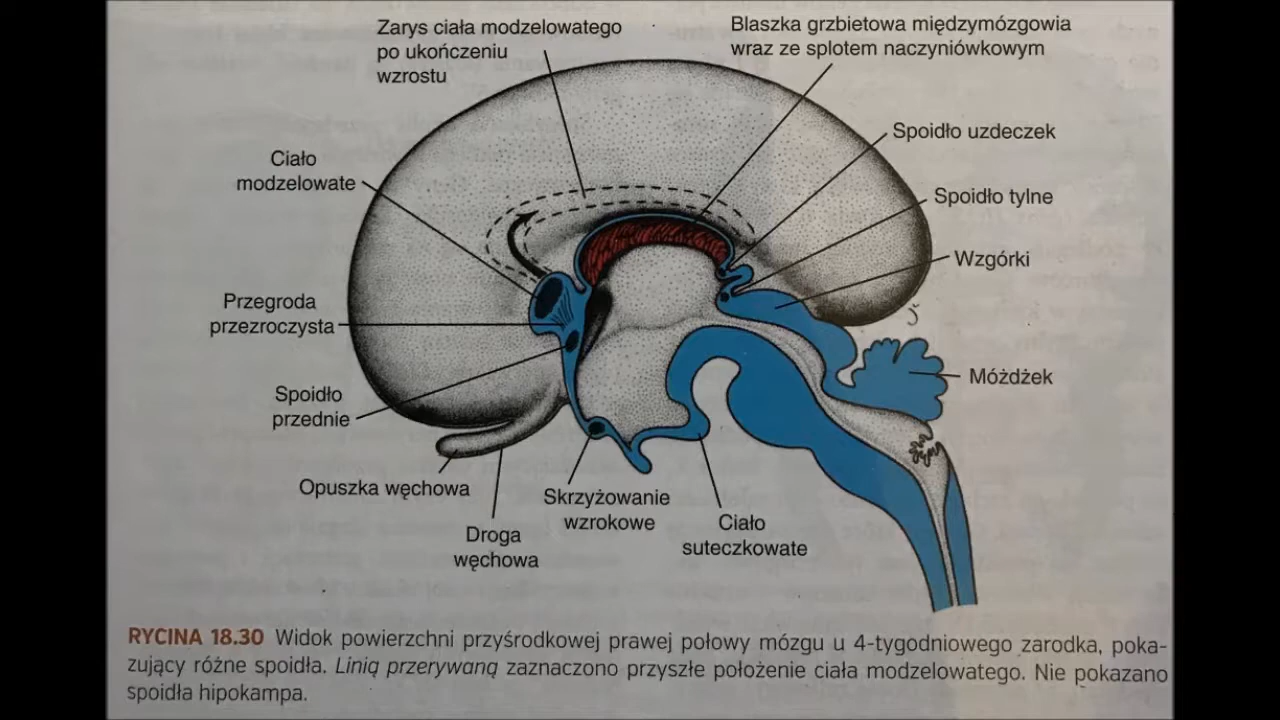 Zarys ciała modzelowatego
po ukończeniu
wzrostu
Blaszka grzbietowa międzymózgowia
wraz ze splotem naczyniówkowym
Spoidło uzdeczek
Ciało
modzelowate
Spoidło tylne
Wzgórki
Przegroda
przezroczysta
Móżdżek
Spoidło
przednie
Opuszka węchowa
Skrzyżowanie
wzrokowe
Droga
węchowa
Ciało
suteczkowate
RYCINA 18.30 Widok powierzchni przyśrodkowej prawej połowy mózgu u 4-tygodniowego zarodka, poka-
zujący różne spoidła. Linią przerywaną zaznaczono przyszłe położenie ciała modzelowatego. Nie pokazano
spoidła hipokampa.